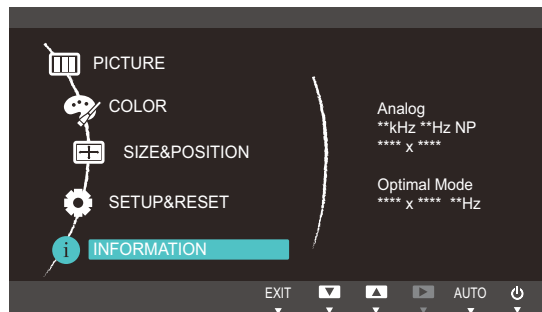 PICTURE
COLOR
SIZE&POSITION
SETUP&RESET
i INFORMATION
Analog
**kHz **Hz NP
**** x ****
Optimal Mode
**** x **** **Hz
EXIT AUTO